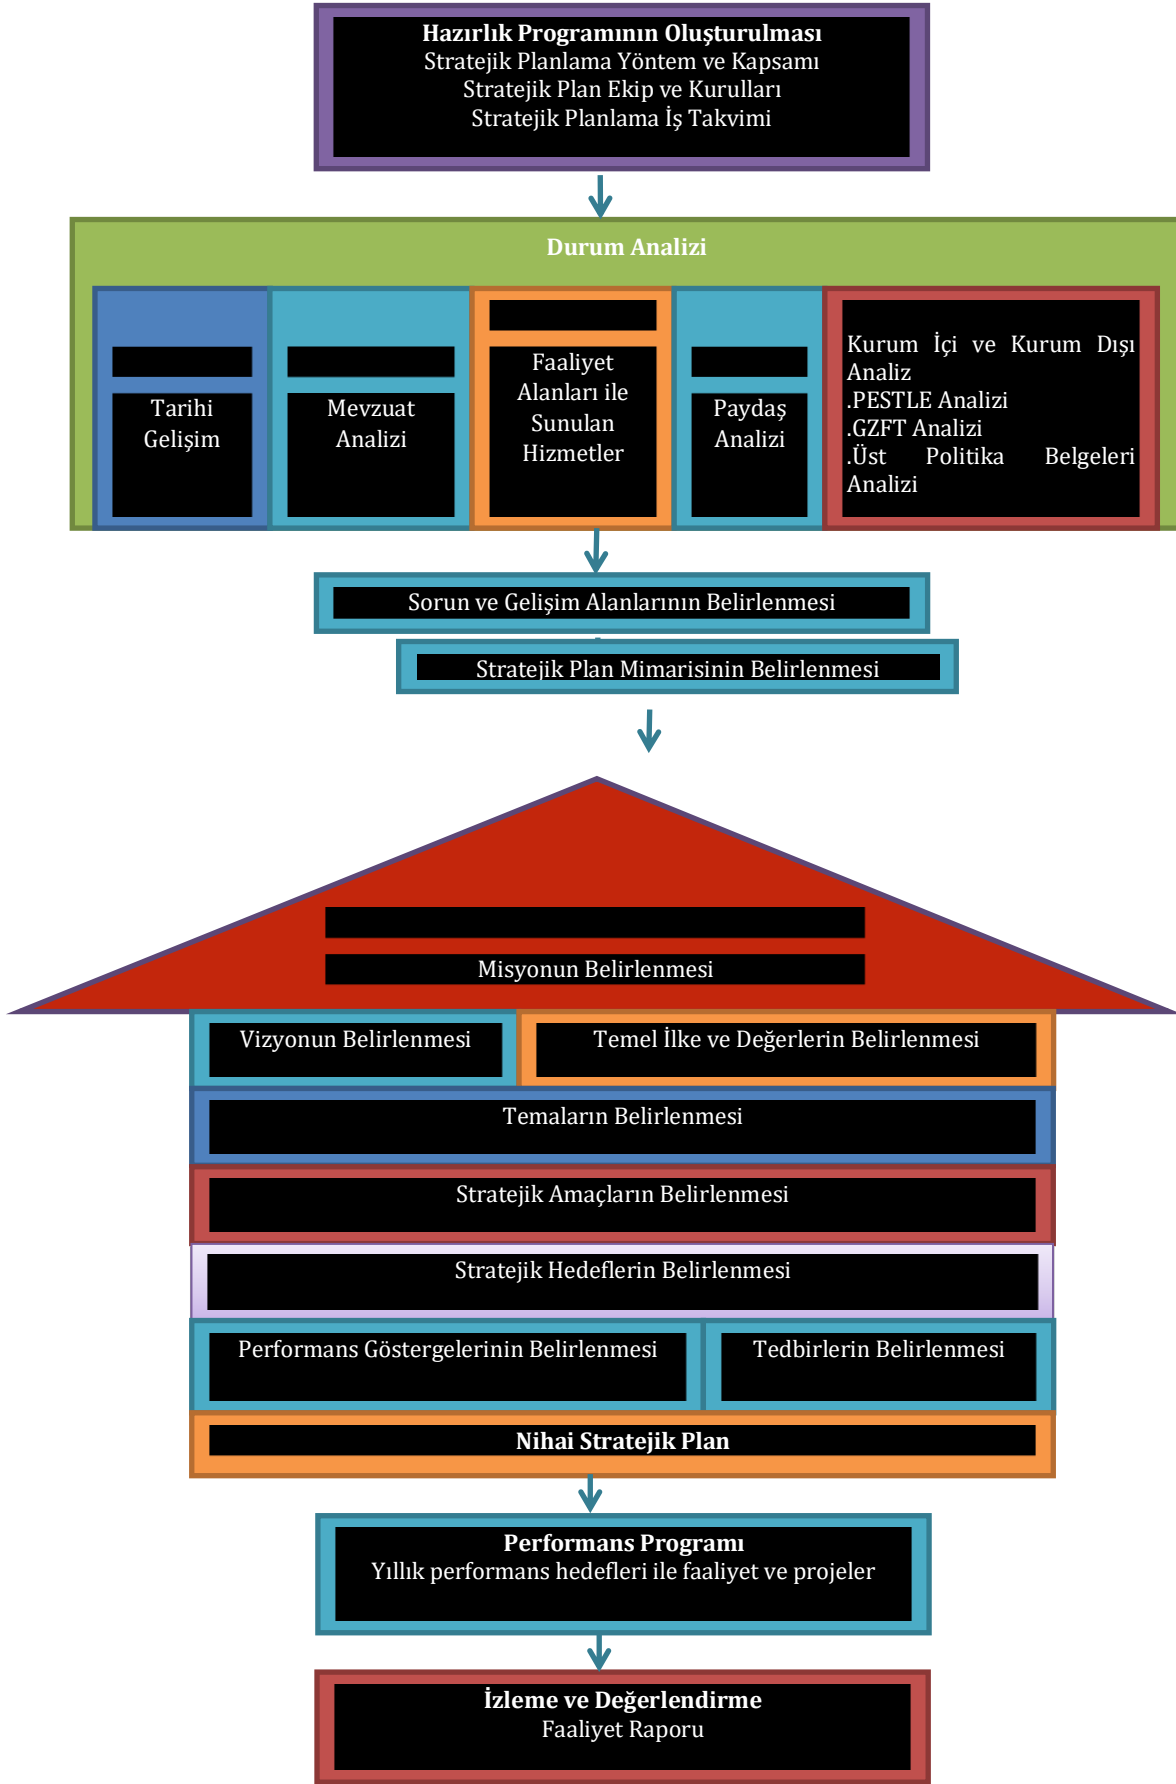 Hazırlık Programının Oluşturulması
Stratejik Planlama Yöntem ve Kapsamı
Stratejik Plan Ekip ve Kurulları
Stratejik Planlama İş Takvimi
Durum Analizi
Tarihi
Gelişim
Mevzuat
Analizi
Faaliyet
Alanları ile
Sunulan
Hizmetler
Paydaş
Analizi
Kurum İçi ve Kurum Dışı
Analiz
.PESTLE Analizi
.GZFT Analizi
.Üst Politika Belgeleri
Analizi
Sorun ve Gelişim Alanlarının Belirlenmesi
Stratejik Plan Mimarisinin Belirlenmesi
Misyonun Belirlenmesi
Vizyonun Belirlenmesi
Temel İlke ve Değerlerin Belirlenmesi
Temaların Belirlenmesi
Stratejik Amaçların Belirlenmesi
Stratejik Hedeflerin Belirlenmesi
Performans Göstergelerinin Belirlenmesi
Tedbirlerin Belirlenmesi
Nihai Stratejik Plan
Performans Programı
Yıllık performans hedefleri ile faaliyet ve projeler
İzleme ve Değerlendirme
Faaliyet Raporu